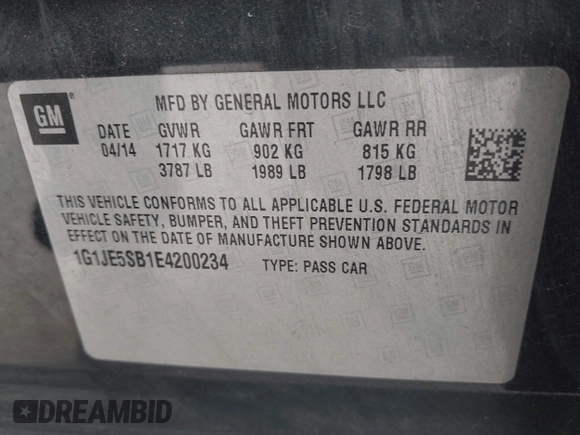 GM
MFD BY GENERAL MOTORS LLC
DATE GVWR GAWR FRT GAWR RR
04/14 1717 KG 902 KG 815 KG
3787 LB 1989 LB 1798 LB
THIS VEHICLE CONFORMS TO ALL APPLICABLE U.S. FEDERAL MOTOR
VEHICLE SAFETY, BUMPER, AND THEFT PREVENTION STANDARDS IN
EFFECT ON THE DATE OF MANUFACTURE SHOWN ABOVE.
1G1JE5SB1E4200234 TYPE: PASS CAR
DREAMBID